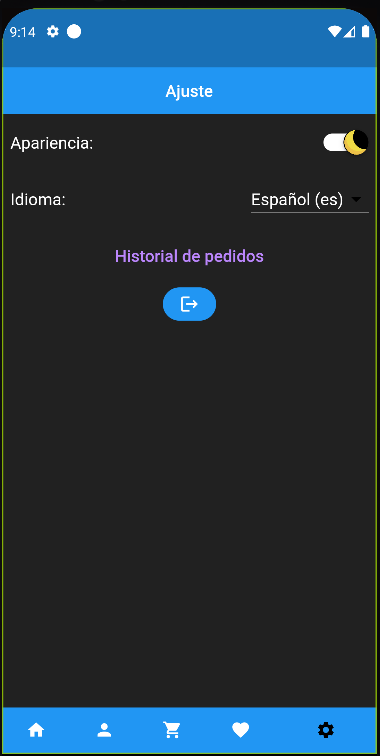 9:14
Ajuste
Apariencia:
Idioma: Español (es)
Historial de pedidos